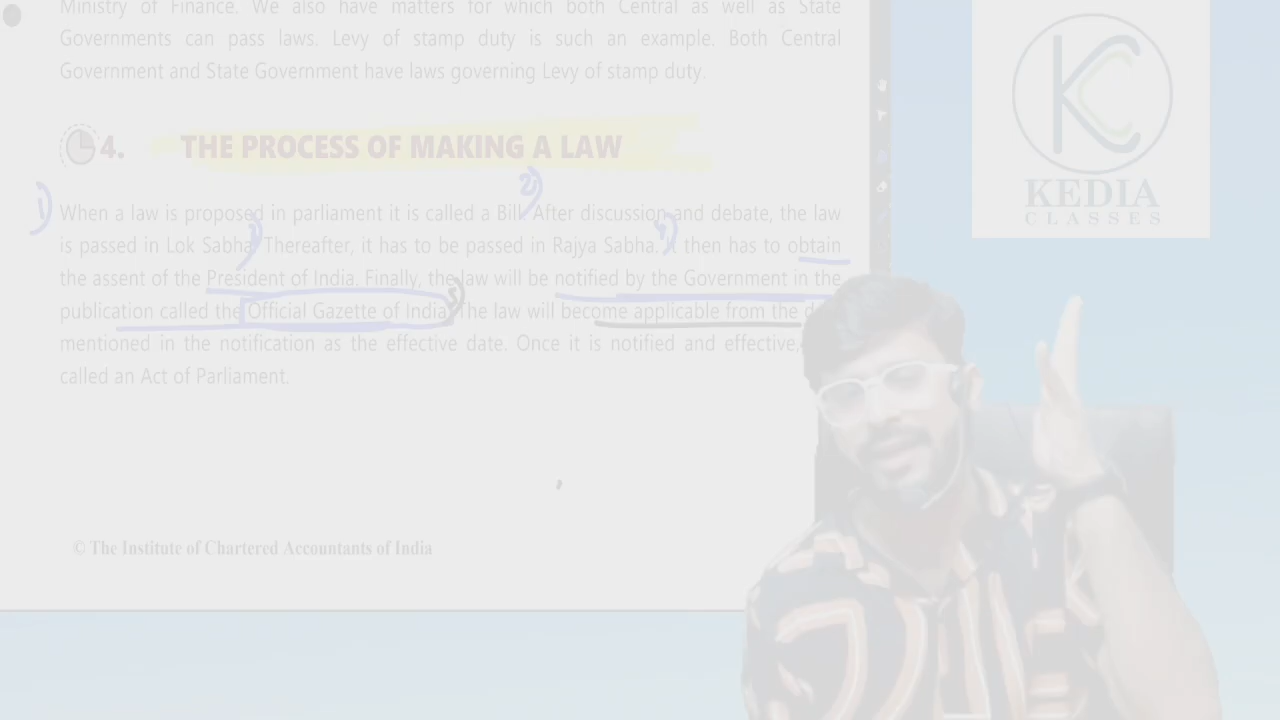 Ministry of Finance. We also have matters for which both Central as well as State
Governments can pass laws. Levy of stamp duty is such an example. Both Central
Government and State Government have laws governing Levy of stamp duty.
4. THE PROCESS OF MAKING A LAW
1) 2)
When a law is proposed in parliament it is called a Bill. After discussion and debate, the law
is passed in Lok Sabha. Thereafter, it has to be passed in Rajya Sabha. then has to obtain
the assent of the President of India. Finally, the law will be notified by the Government in the
publication called the Official Gazette of India. The law will become applicable from the
mentioned in the notification as the effective date. Once it is notified and effective,
called an Act of Parliament.
© The Institute of Chartered Accountants of India
KC
KEDIA
CLASSES